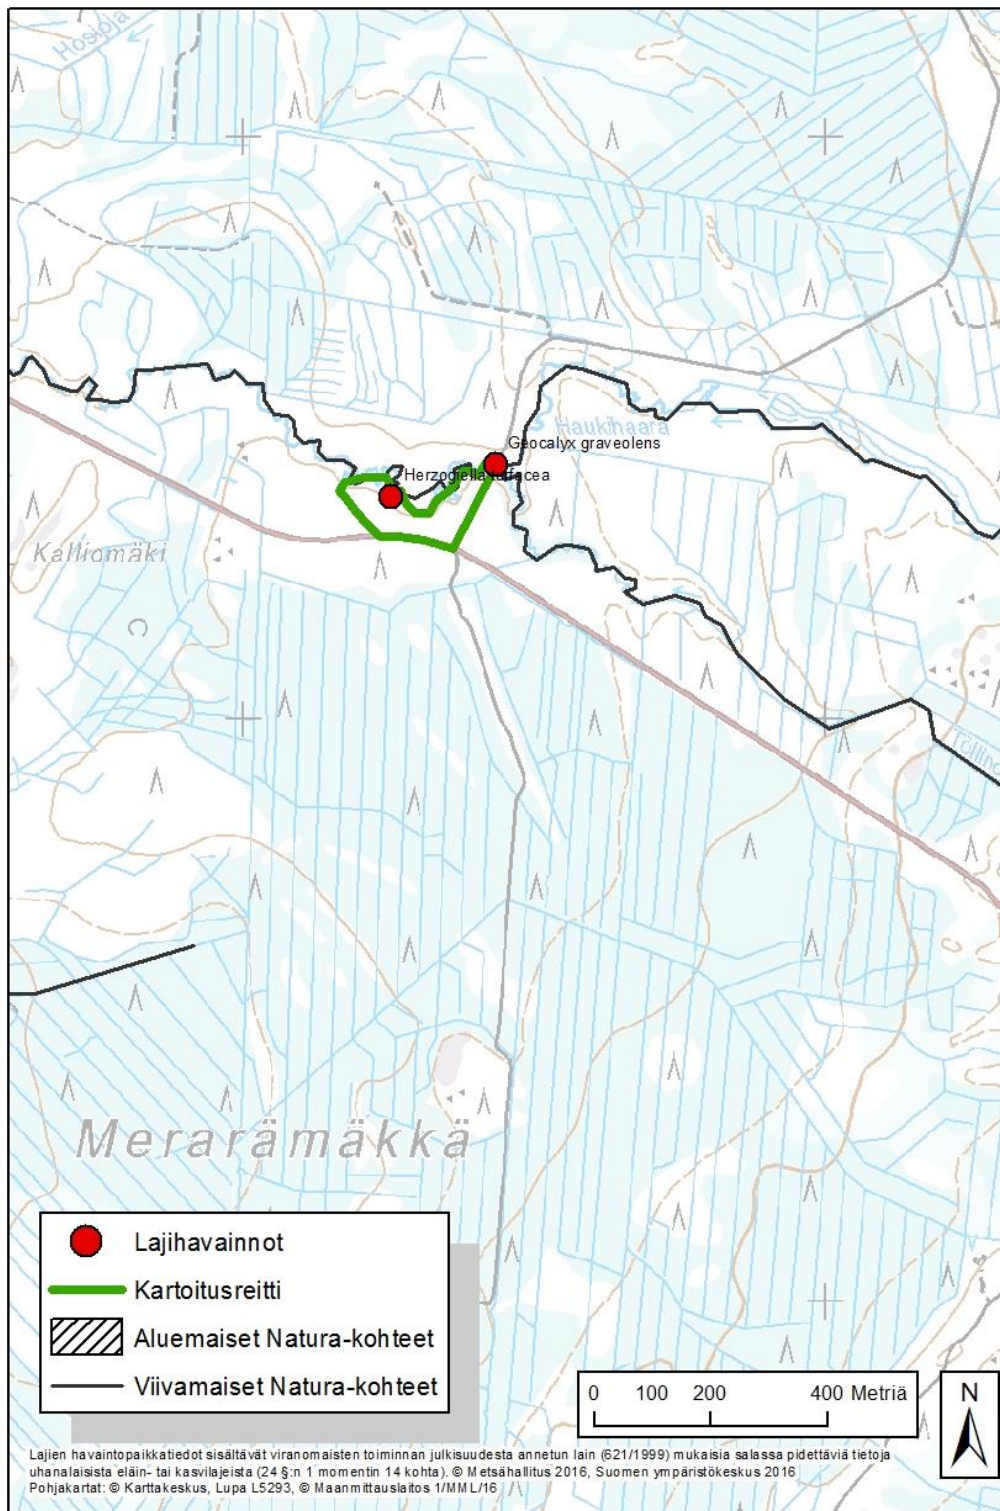 Hosioja
Haukihaara
Geocalyx graveolens
Herzogiella turfacea
Kalliomäki
Merarämäkkä
Lajihavainnot
Kartoitusreitti
Aluemaiset Natura-kohteet
Viivamaiset Natura-kohteet
0 100 200 400 Metriä
N
Lajien havaintopaikkatiedot sisältävät viranomaisten toiminnan julkisuudesta annetun lain (621/1999) mukaisia salassa pidettäviä tietoja
uhanalaisista eläin- tai kasvilajeista (24 §:n 1 momentin 14 kohta). © Metsähallitus 2016, Suomen ympäristökeskus 2016
Pohjakartat: © Karttakeskus, Lupa L5293, © Maanmittauslaitos 1/MML/16